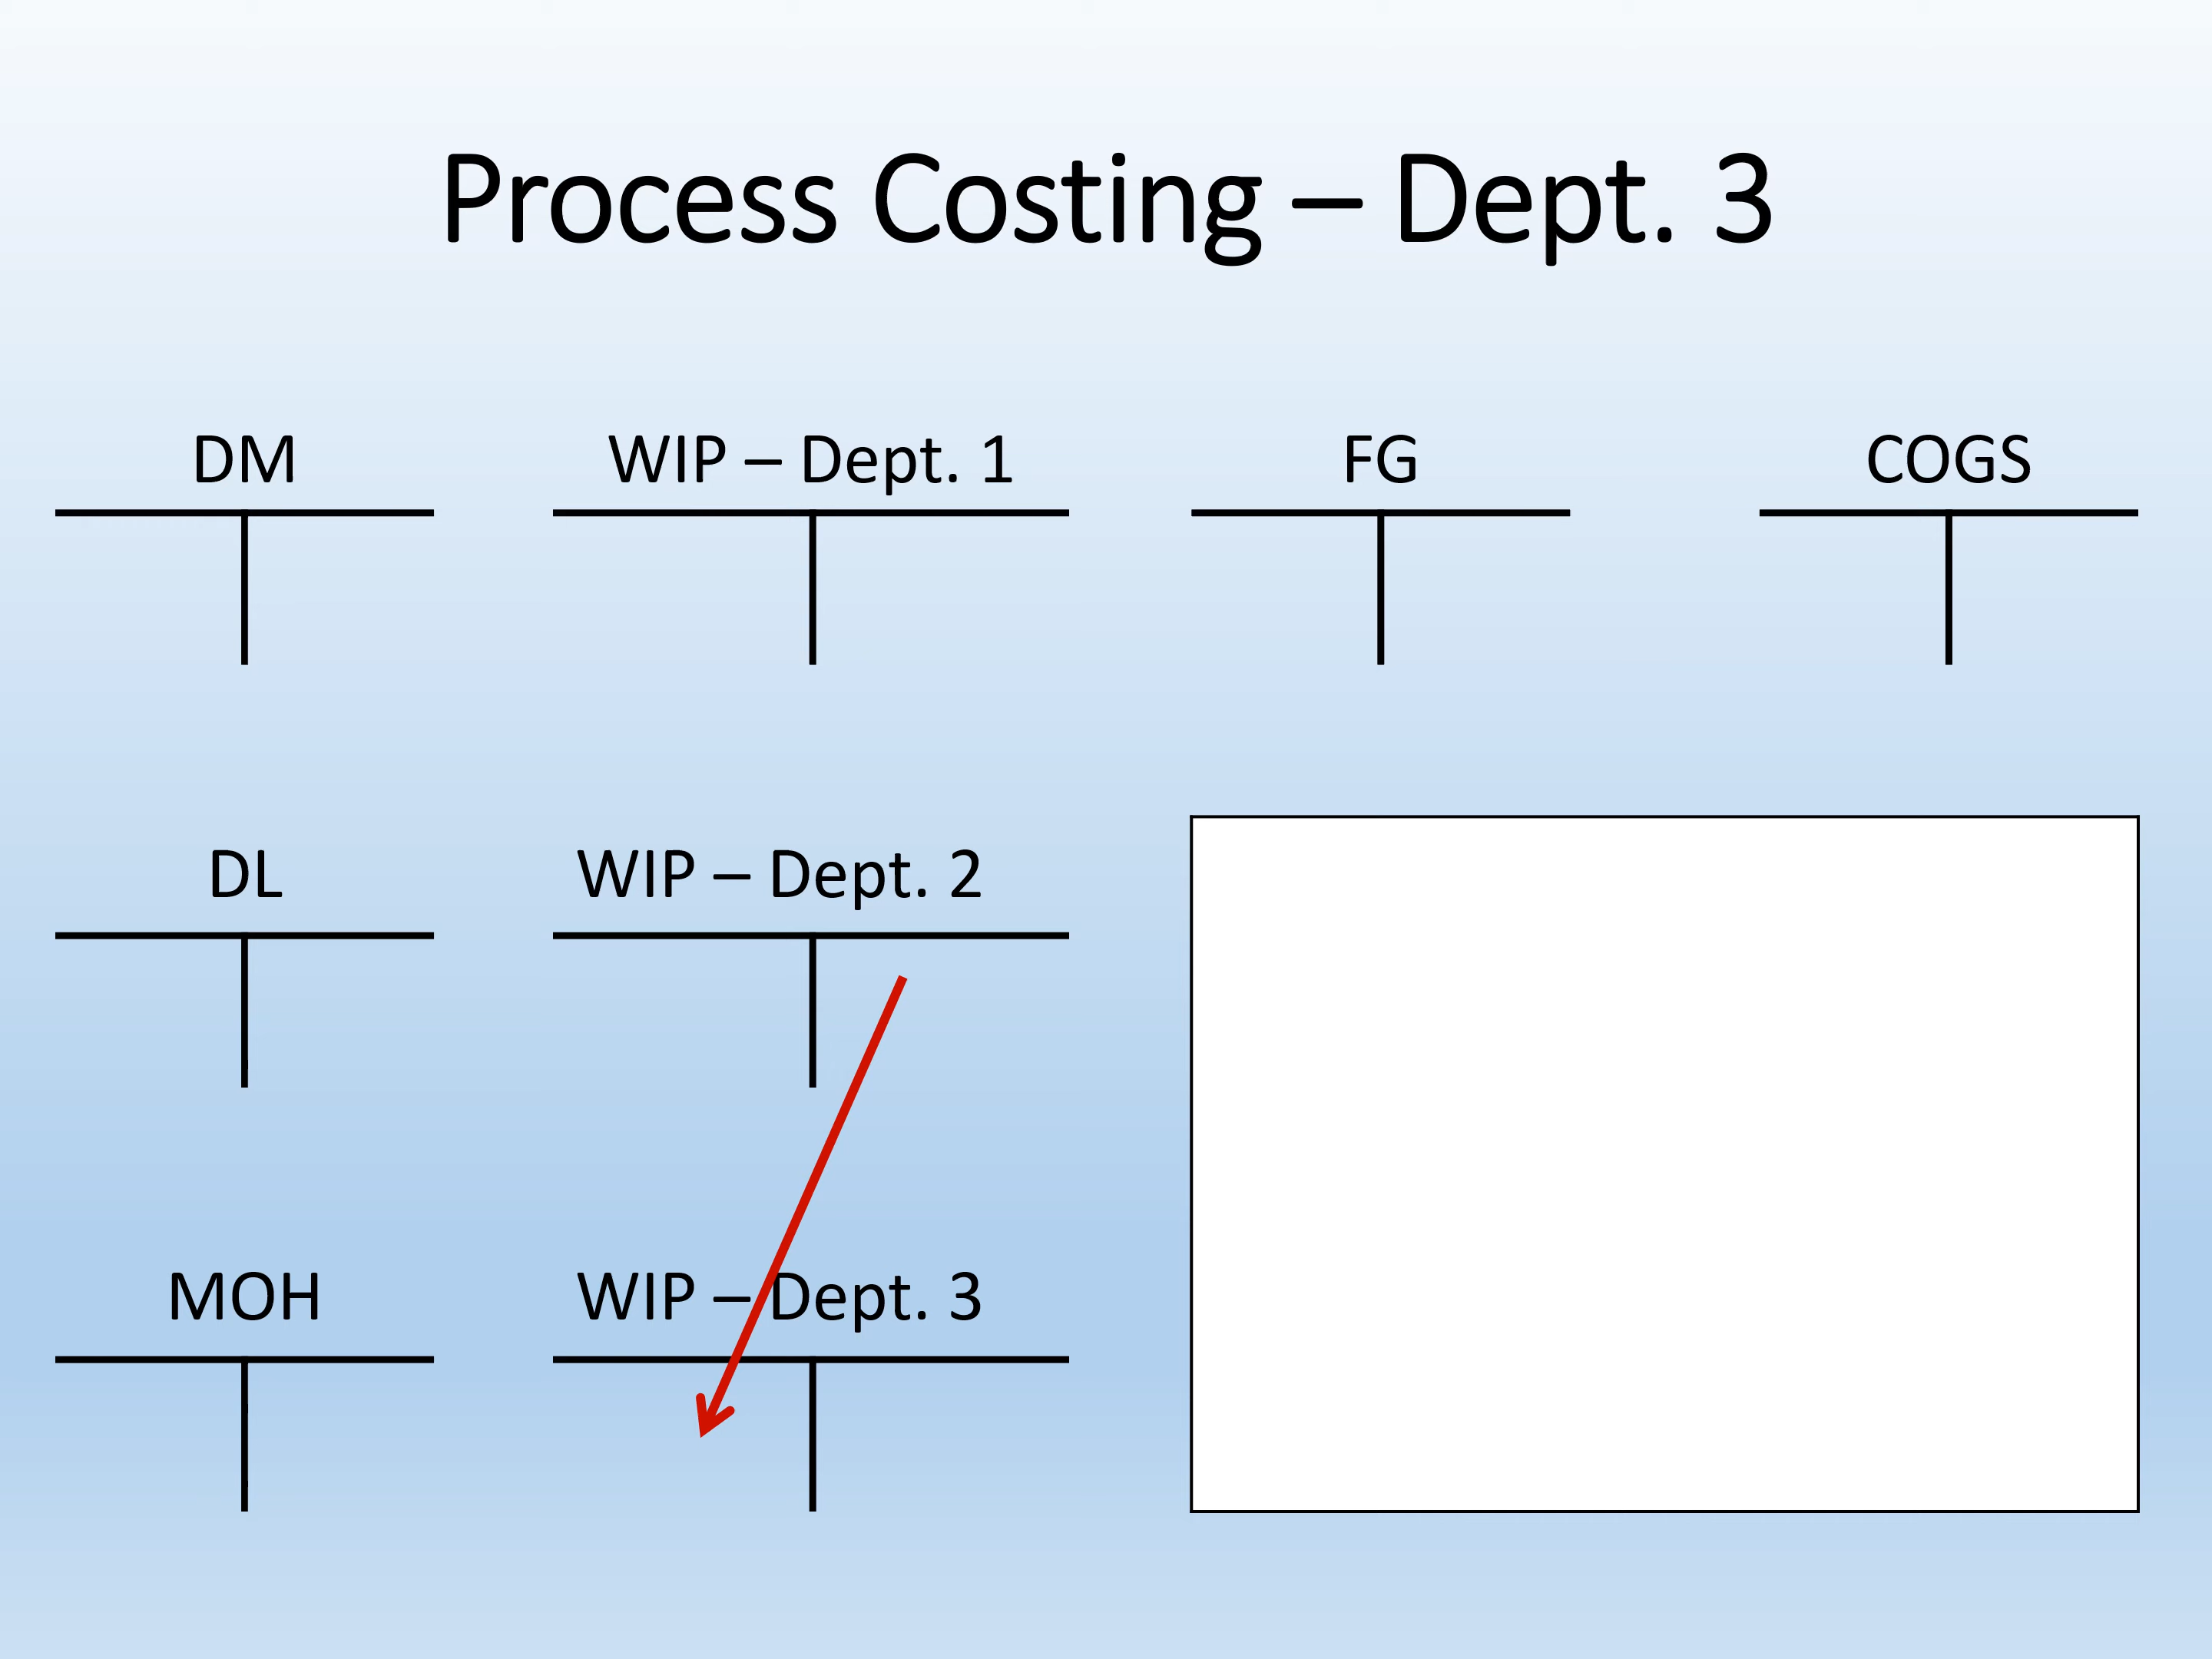 Process Costing – Dept. 3
DM
WIP – Dept. 1
FG
COGS
DL
WIP – Dept. 2
MOH
WIP – Dept. 3